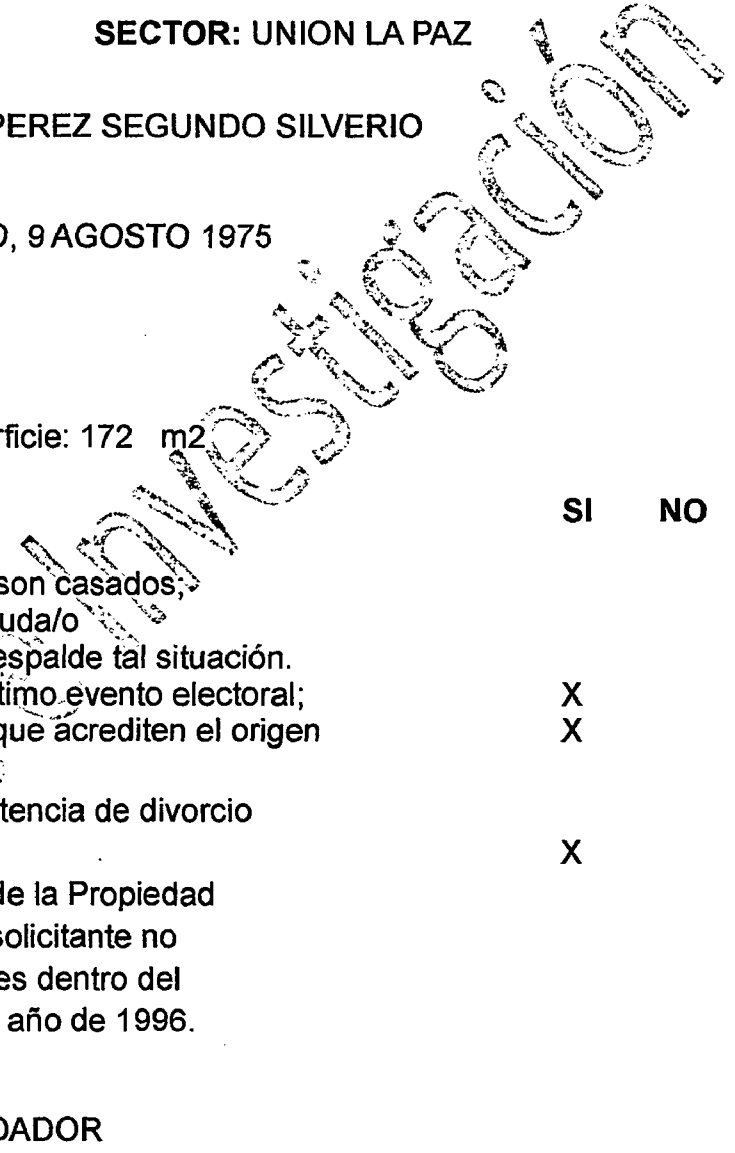 SECTOR: UNION LA PAZ
PEREZ SEGUNDO SILVERIO
, 9 AGOSTO 1975
rficie: 172 m2
SI NO
son casados;
uda/o
espalde tal situación.
timo evento electoral; X
que acrediten el origen X
tencia de divorcio
X
de la Propiedad
solicitante no
es dentro del
año de 1996.
DADOR
Investigación